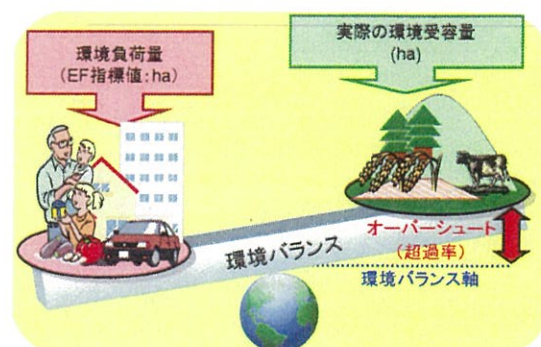 環境負荷量
（EF指標値：ha）
実際の環境受容量
(ha)
環境バランス
オーバーシュート
（超過率）
環境バランス軸